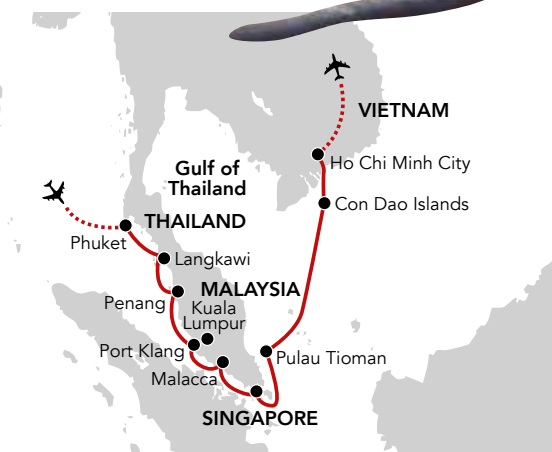 VIETNAM
Ho Chi Minh City
Gulf of
Thailand
Con Dao Islands
THAILAND
Phuket
Langkawi
MALAYSIA
Penang
Kuala
Lumpur
Port Klang
Pulau Tioman
Malacca
SINGAPORE